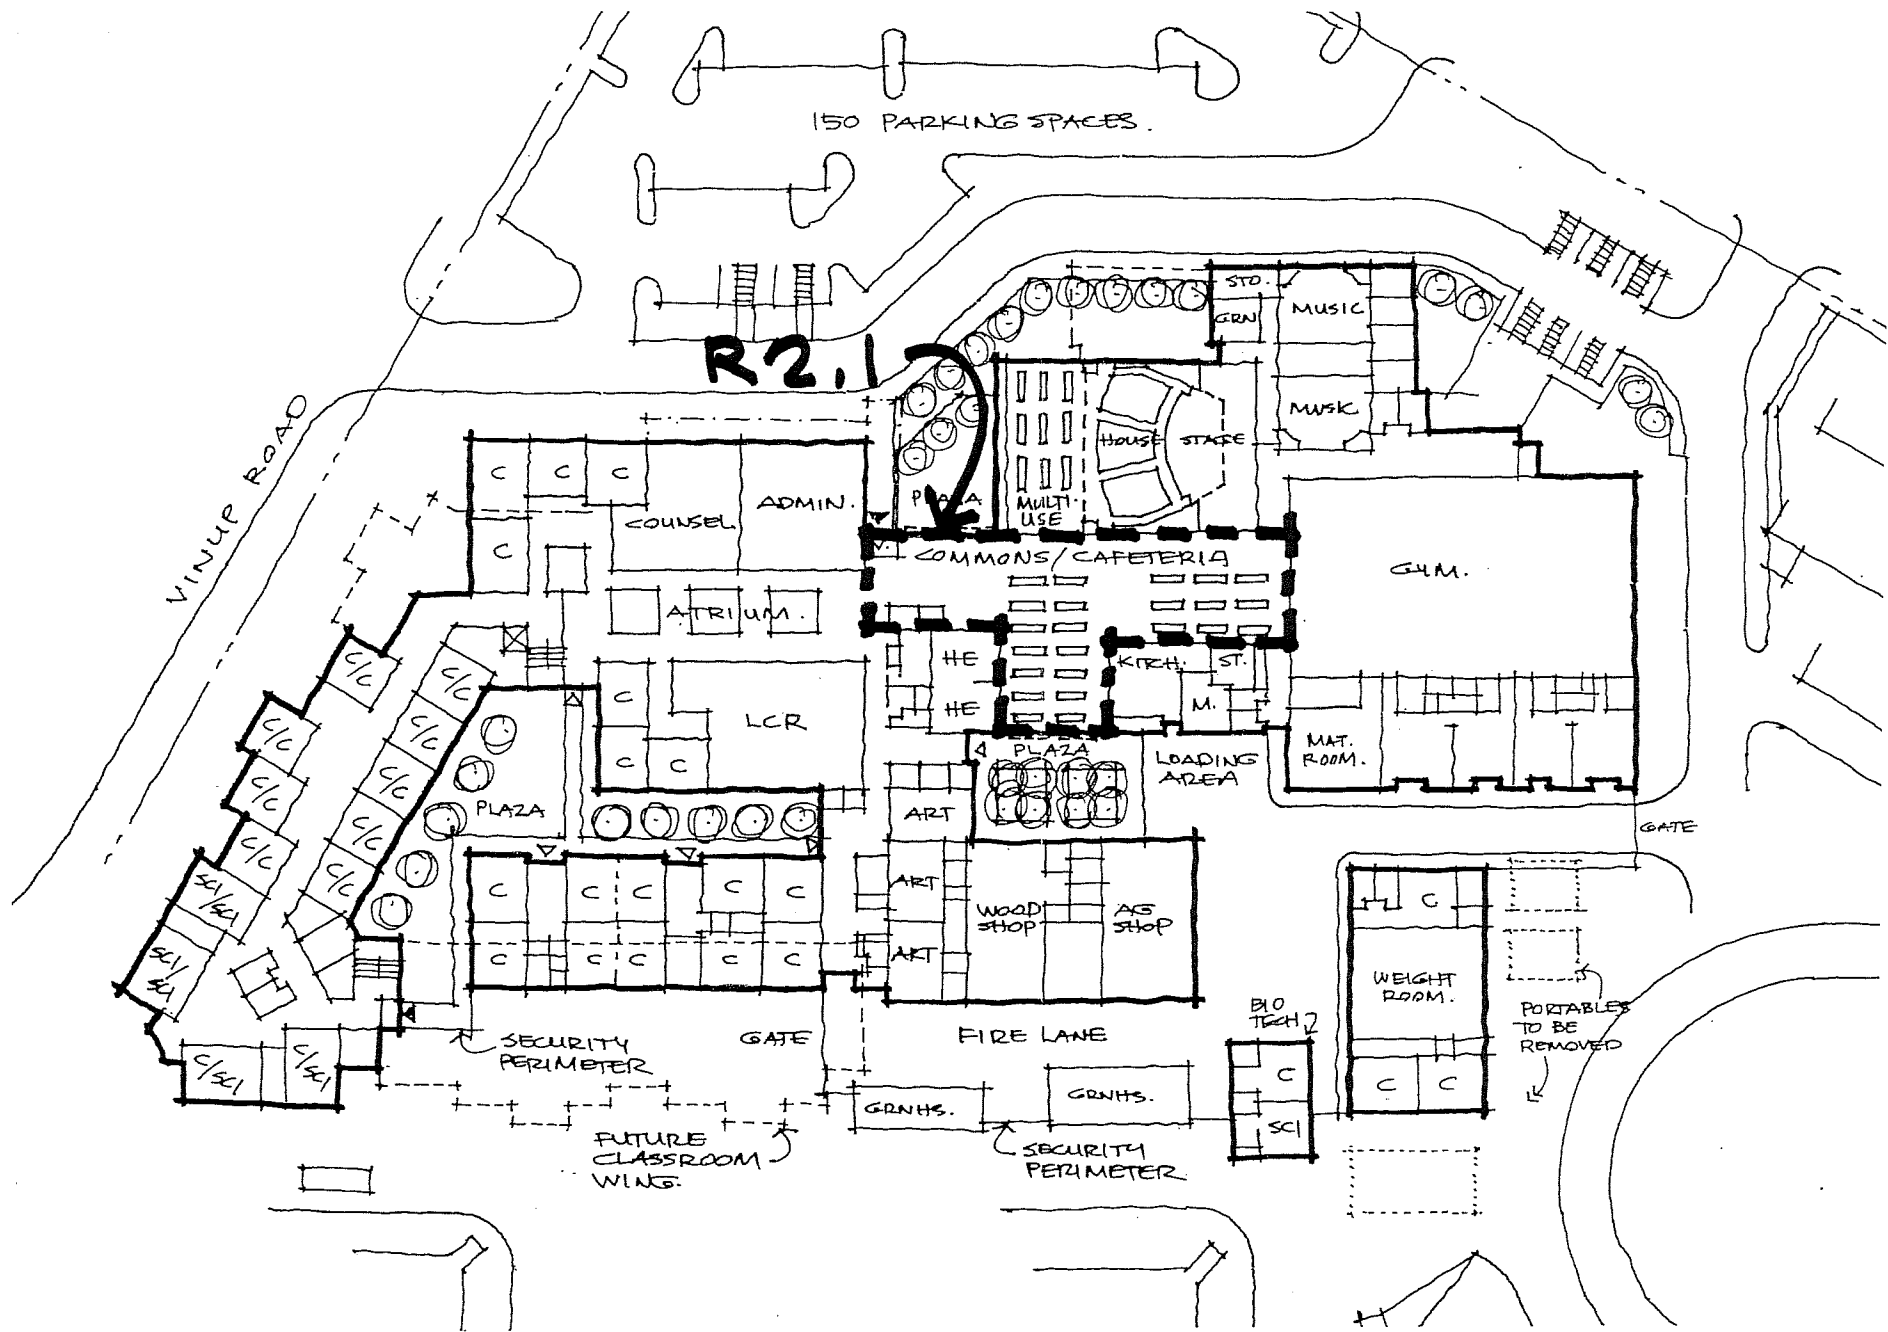 150 PARKING SPACES.
R2.1
VINUP ROAD
STO.
GRN
MUSIC
MUSIC
HOUSE
STAGE
MULTI-
USE
PLAZA
C
C
C
C
COUNSEL
ADMIN.
COMMONS/CAFETERIA
GYM.
ATRIUM.
HE
HE
KITCH.
ST.
M.
C
C
C
LCR
PLAZA
LOADING
AREA
MAT.
ROOM.
C/C
C/C
C/C
C/C
C/C
C/C
C/C
C/C
C/C
SCI/SCI
SCI/
SCI
C/SCI
C/SCI
PLAZA
ART
ART
ART
WOOD
SHOP
AG
SHOP
GATE
C
C
C
C
C
C
C
C
C
C
C
WEIGHT
ROOM.
C
C
PORTABLES
TO BE
REMOVED
SECURITY
PERIMETER
GATE
FIRE LANE
BIO
TECH
C
SCI
GRNHS.
GRNHS.
FUTURE
CLASSROOM
WING.
SECURITY
PERIMETER